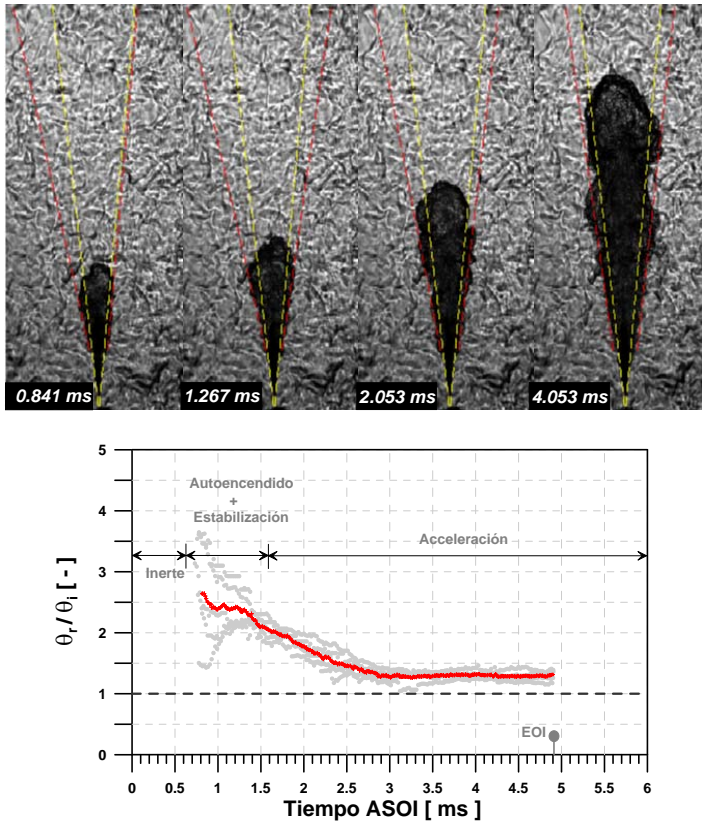 0.841 ms
1.267 ms
2.053 ms
4.053 ms
θr / θi [ - ]
5
4
3
2
1
0
Autoencendido
+
Estabilización
Acceleración
Inerte
EOI
0 0.5 1 1.5 2 2.5 3 3.5 4 4.5 5 5.5 6
Tiempo ASOI [ ms ]